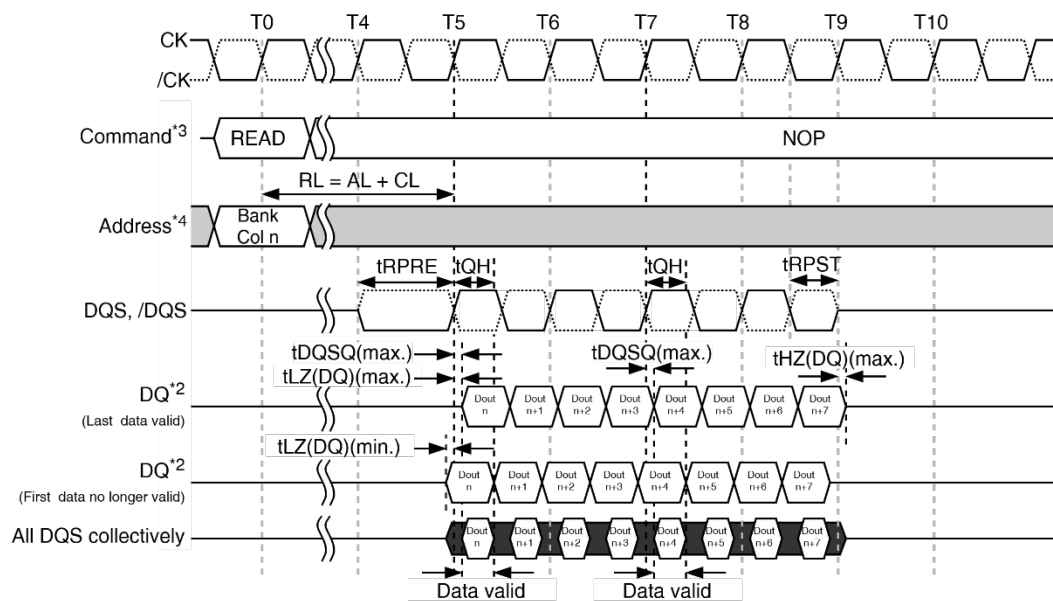 T0 T4 T5 T6 T7 T8 T9 T10
CK
/CK
Command*3 READ NOP
RL = AL + CL
Address*4 Bank
Col n
tRPRE tQH tQH tRPST
DQS, /DQS
tDQSQ(max.) tDQSQ(max.) tHZ(DQ)(max.)
tLZ(DQ)(max.)
DQ*2 Dout Dout Dout Dout Dout Dout Dout Dout
n n+1 n+2 n+3 n+4 n+5 n+6 n+7
(Last data valid)
tLZ(DQ)(min.)
DQ*2 Dout Dout Dout Dout Dout Dout Dout Dout
n n+1 n+2 n+3 n+4 n+5 n+6 n+7
(First data no longer valid)
All DQS collectively Dout Dout Dout Dout Dout Dout Dout Dout
n n+1 n+2 n+3 n+4 n+5 n+6 n+7
Data valid Data valid